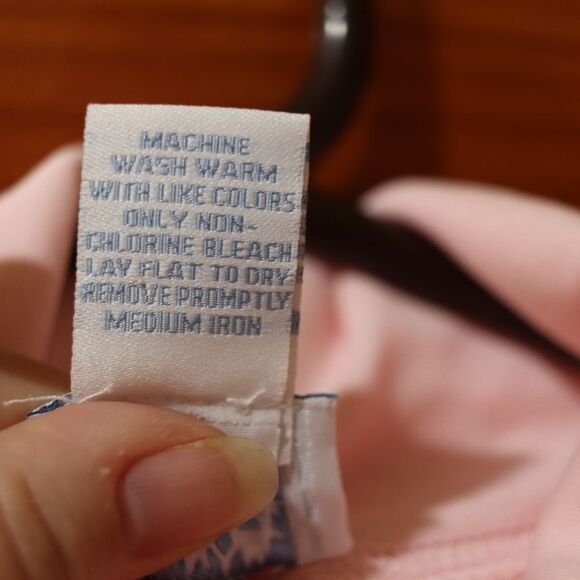 MACHINE
WASH WARM
WITH LIKE COLORS
ONLY NON-
CHLORINE BLEACH
LAY FLAT TO DRY
REMOVE PROMPTLY
MEDIUM IRON